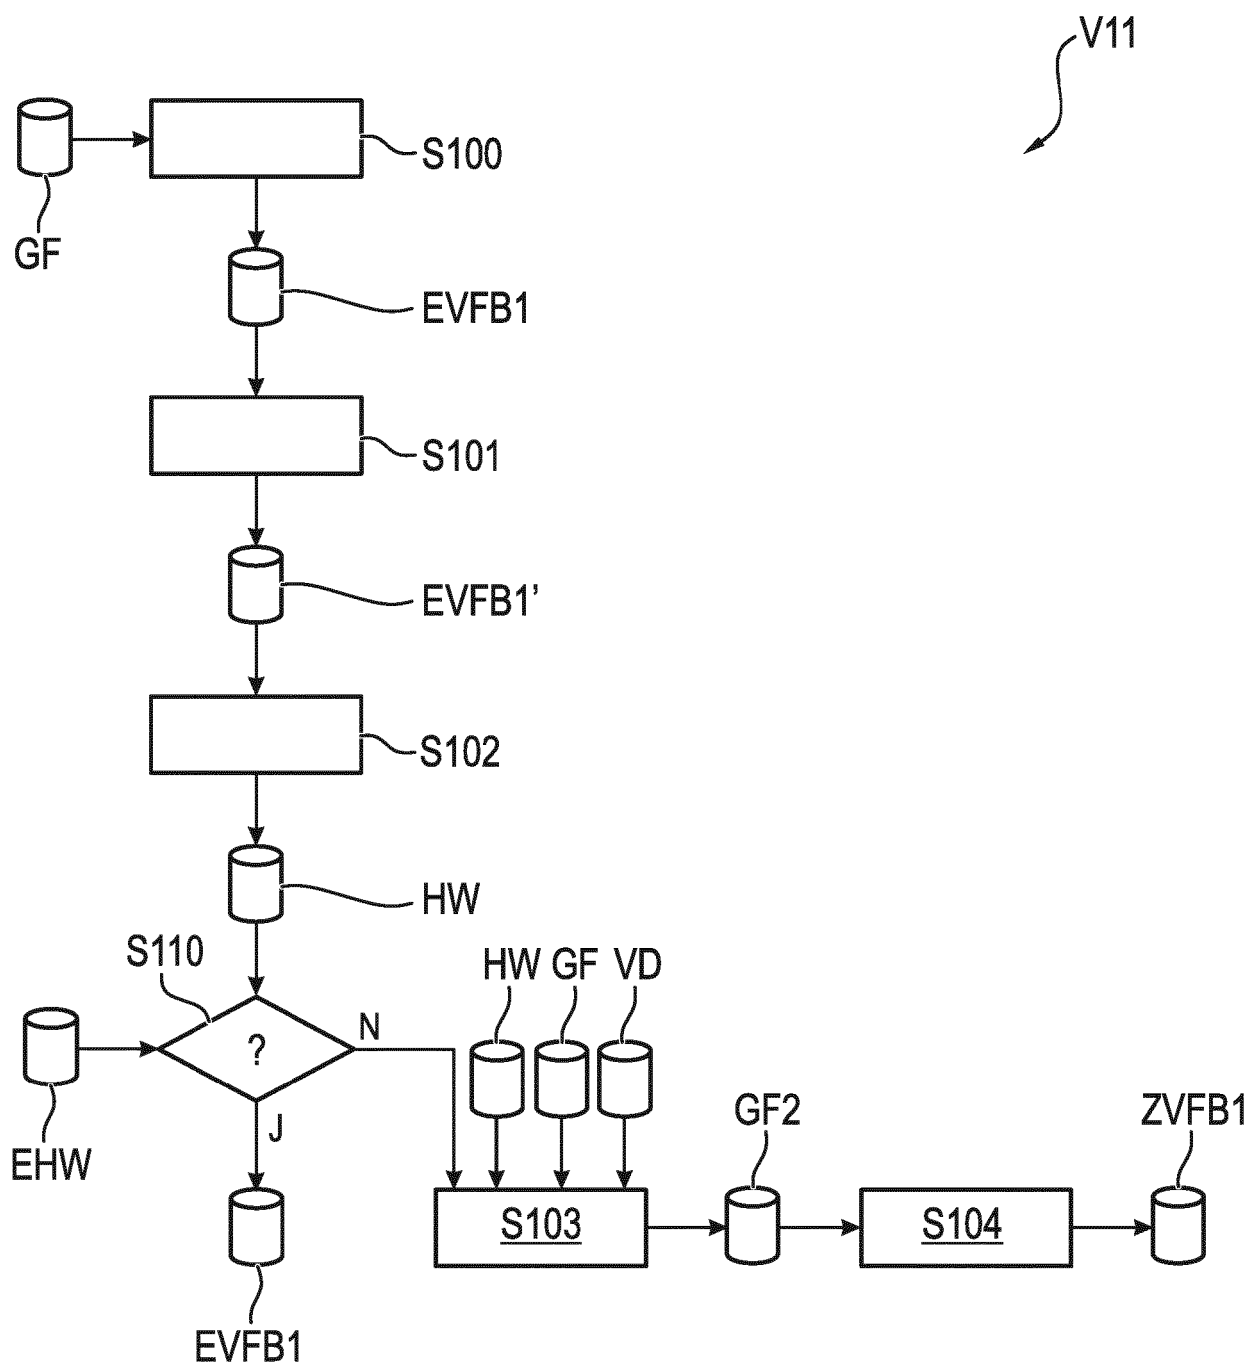 V11
S100
GF
EVFB1
S101
EVFB1’
S102
HW
S110
HW GF VD
N
?
EHW
J
GF2
ZVFB1
S103
S104
EVFB1